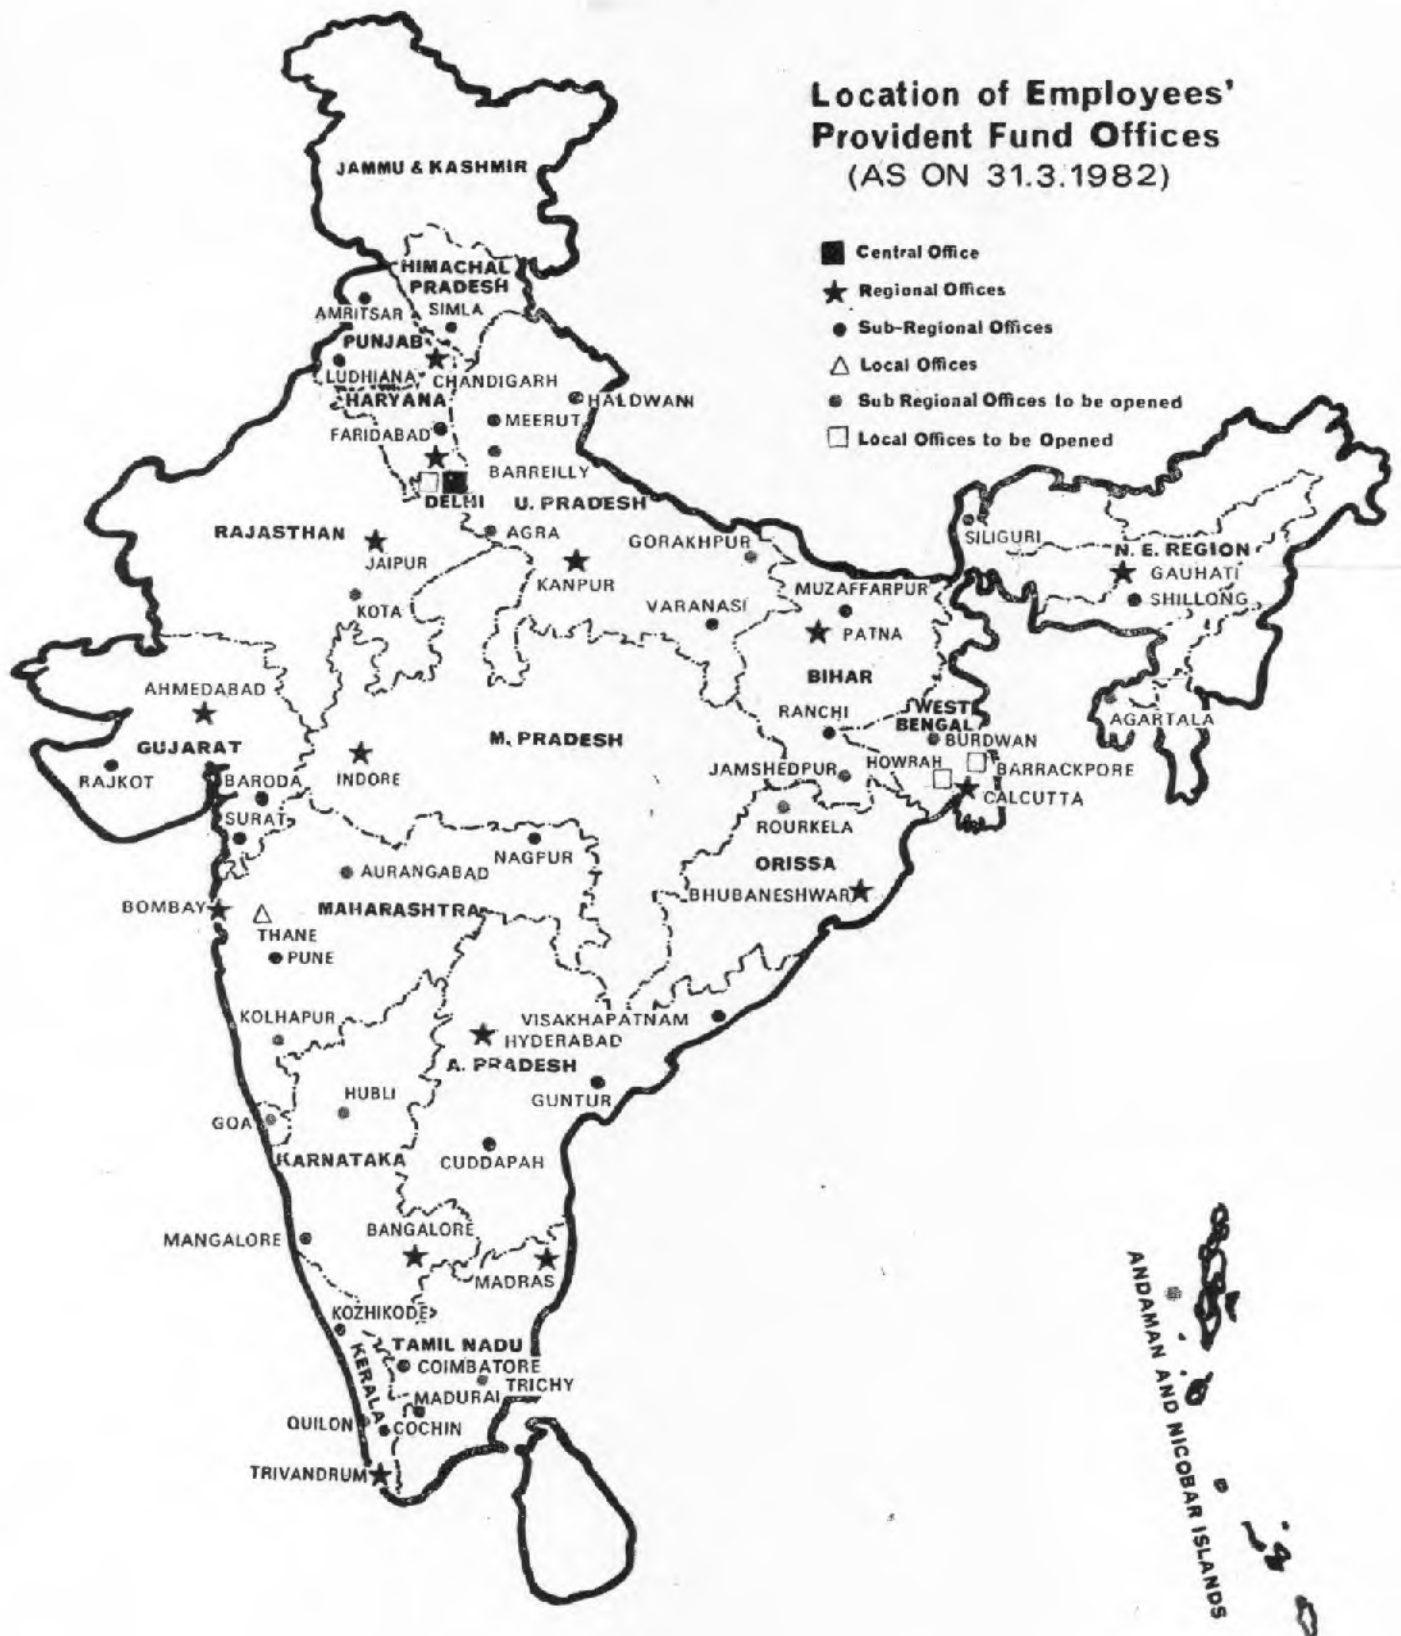 Location of Employees'
Provident Fund Offices
(AS ON 31.3.1982)
Central Office
Regional Offices
Sub-Regional Offices
Local Offices
Sub Regional Offices to be opened
Local Offices to be Opened
JAMMU & KASHMIR
HIMACHAL
PRADESH
AMRITSAR
SIMLA
PUNJAB
LUDHIANA
CHANDIGARH
HARYANA
HALDWANI
MEERUT
FARIDABAD
BARREILLY
DELHI
U. PRADESH
RAJASTHAN
AGRA
JAIPUR
KANPUR
GORAKHPUR
SILIGURI
N. E. REGION
GAUHATI
SHILLONG
KOTA
VARANASI
MUZAFFARPUR
PATNA
BIHAR
AHMEDABAD
GUJARAT
RAJKOT
BARODA
SURAT
INDORE
M. PRADESH
RANCHI
WEST
BENGAL
BURDWAN
AGARTALA
JAMSHEDPUR
HOWRAH
BARRACKPORE
CALCUTTA
ROURKELA
ORISSA
BHUBANESHWAR
NAGPUR
AURANGABAD
BOMBAY
MAHARASHTRA
THANE
PUNE
KOLHAPUR
VISAKHAPATNAM
HYDERABAD
A. PRADESH
HUBLI
GUNTUR
GOA
KARNATAKA
CUDDAPAH
MANGALORE
BANGALORE
MADRAS
KOZHIKODE
TAMIL NADU
KERALA
COIMBATORE
TRICHY
MADURAI
QUILON
COCHIN
TRIVANDRUM
ANDAMAN AND NICOBAR ISLANDS